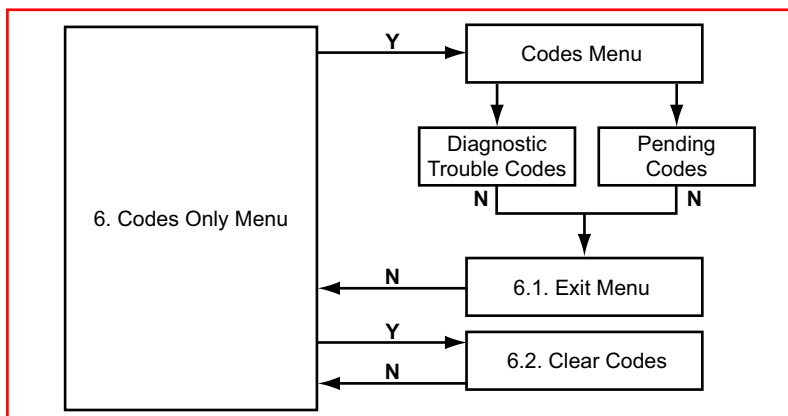 Y
Codes Menu
Diagnostic
Trouble Codes
Pending
Codes
N
N
6. Codes Only Menu
N
6.1. Exit Menu
Y
6.2. Clear Codes
N